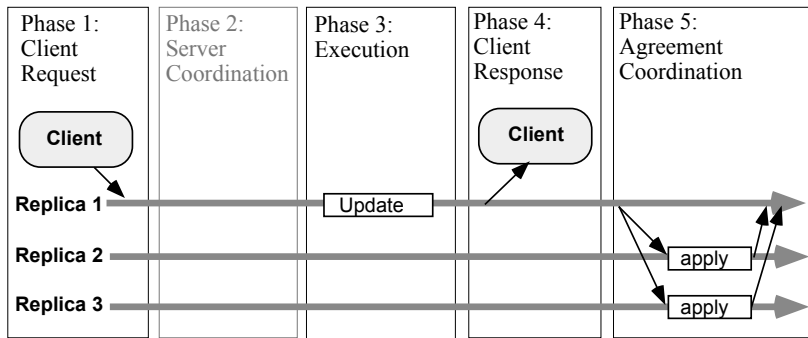 Phase 1:
Client
Request
Phase 2:
Server
Coordination
Phase 3:
Execution
Phase 4:
Client
Response
Phase 5:
Agreement
Coordination
Client
Client
Replica 1
Update
Replica 2
apply
Replica 3
apply